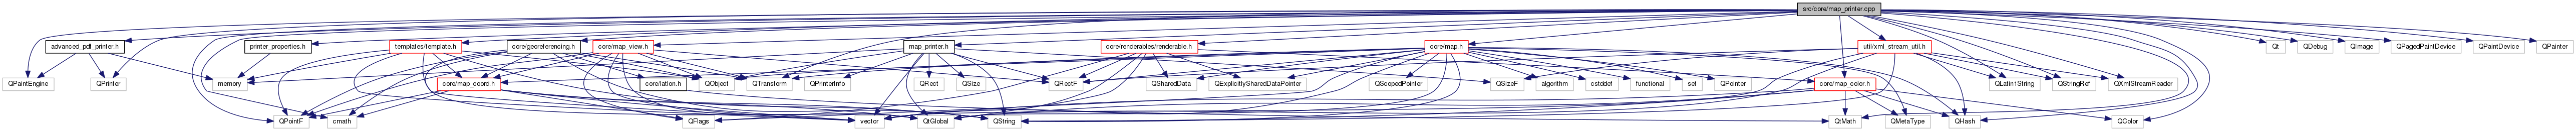 src/core/map_printer.cpp
advanced_pdf_printer.h
printer_properties.h
templates/template.h
core/georeferencing.h
core/map_view.h
map_printer.h
core/renderables/renderable.h
core/map.h
util/xml_stream_util.h
Qt
QDebug
QImage
QPagedPaintDevice
QPaintDevice
QPainter
QPaintEngine
QPrinter
memory
core/map_coord.h
core/latlon.h
QObject
QTransform
QPrinterInfo
QRect
QSize
QRectF
QSharedData
QExplicitlySharedDataPointer
QScopedPointer
QSizeF
algorithm
cstddef
functional
set
QPointer
core/map_color.h
QLatin1String
QStringRef
QXmlStreamReader
QPointF
cmath
QFlags
vector
QtGlobal
QString
QtMath
QMetaType
QHash
QColor